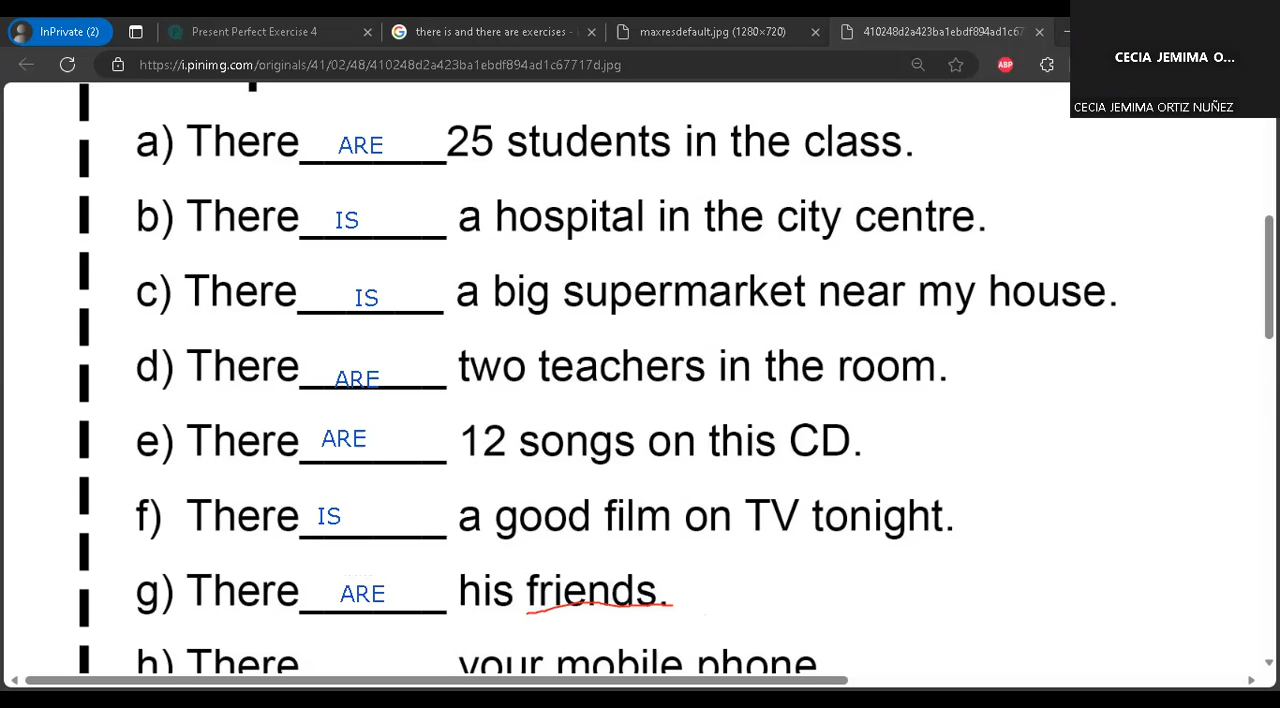 InPrivate (2)
Present Perfect Exercise 4
there is and there are exercises -
maxresdefault.jpg (1280×720)
410248d2a423ba1ebdf894ad1c67
https://i.pinimg.com/originals/41/02/48/410248d2a423ba1ebdf894ad1c67717d.jpg
ABP
CECIA JEMIMA O...
CECIA JEMIMA ORTIZ NUÑEZ
a) There ARE 25 students in the class.
b) There IS a hospital in the city centre.
c) There IS a big supermarket near my house.
d) There ARE two teachers in the room.
e) There ARE 12 songs on this CD.
f) There IS a good film on TV tonight.
g) There ARE his friends.
h) There your mobile phone